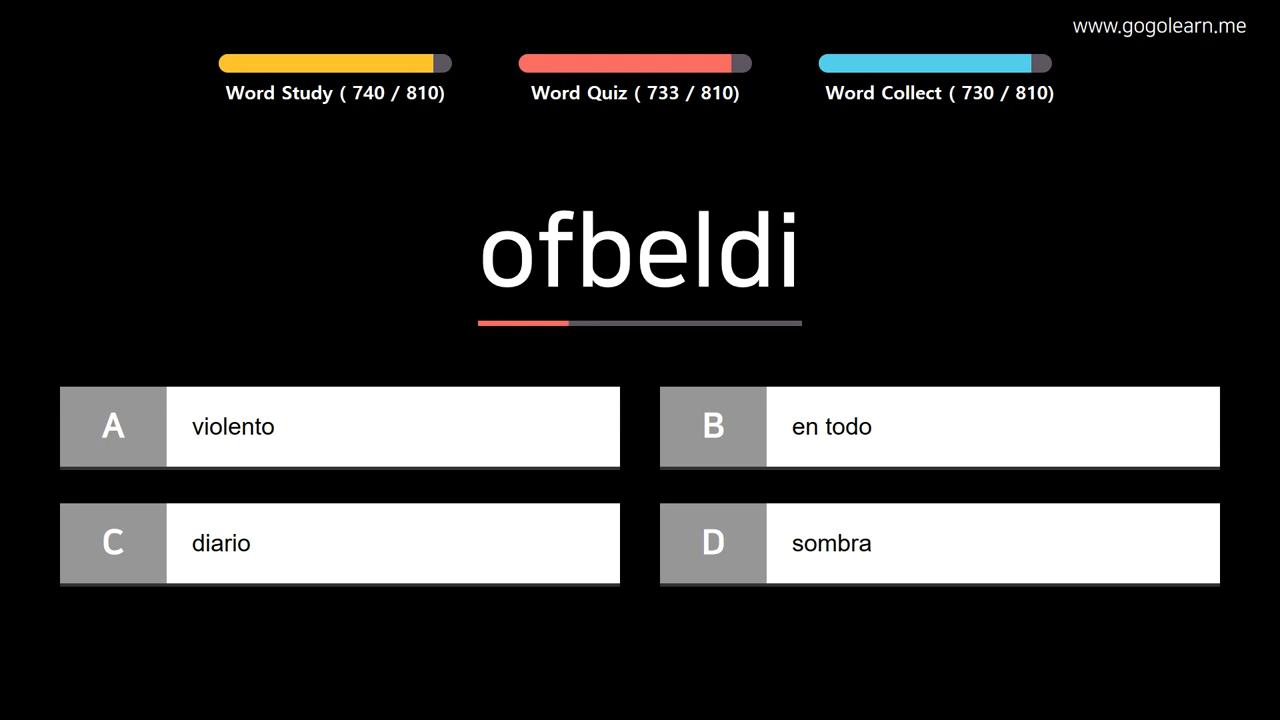 www.gogolearn.me
Word Study ( 740 / 810)
Word Quiz ( 733 / 810)
Word Collect ( 730 / 810)
ofbeldi
A violento
B en todo
C diario
D sombra